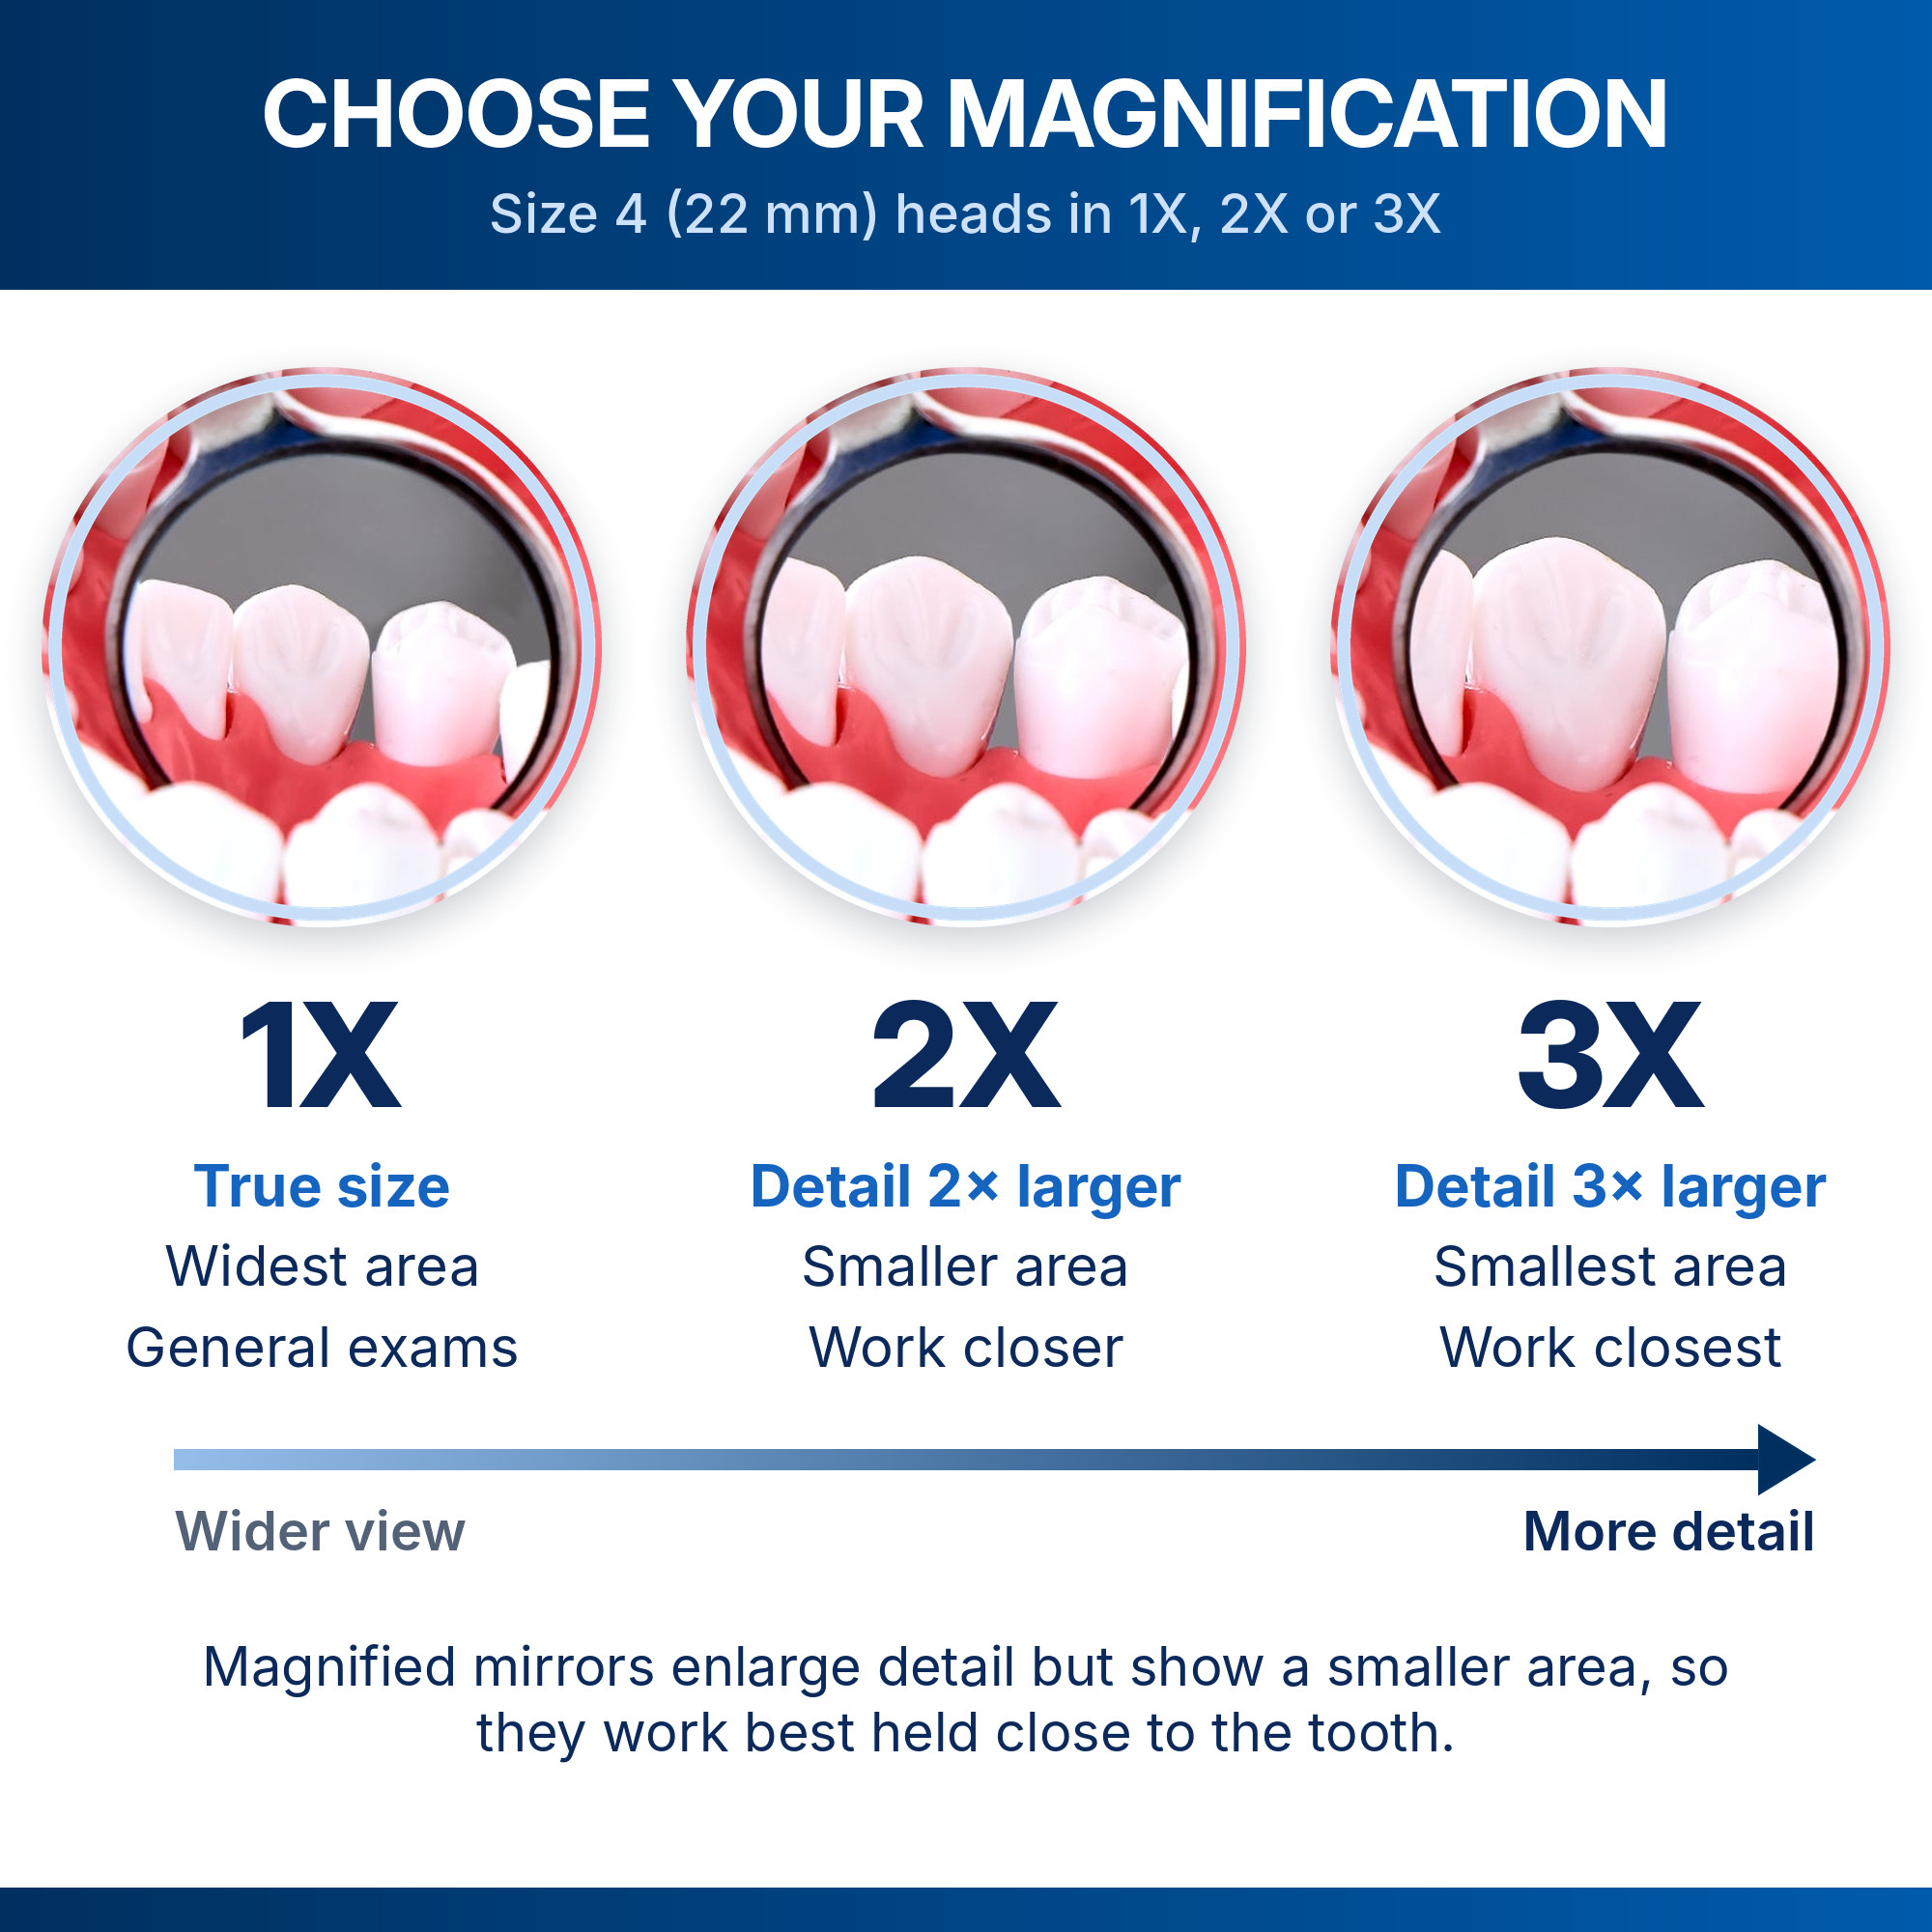 CHOOSE YOUR MAGNIFICATION
Size 4 (22 mm) heads in 1X, 2X or 3X
1X
2X
3X
True size
Detail 2× larger
Detail 3× larger
Widest area
Smaller area
Smallest area
General exams
Work closer
Work closest
Wider view
More detail
Magnified mirrors enlarge detail but show a smaller area, so
they work best held close to the tooth.